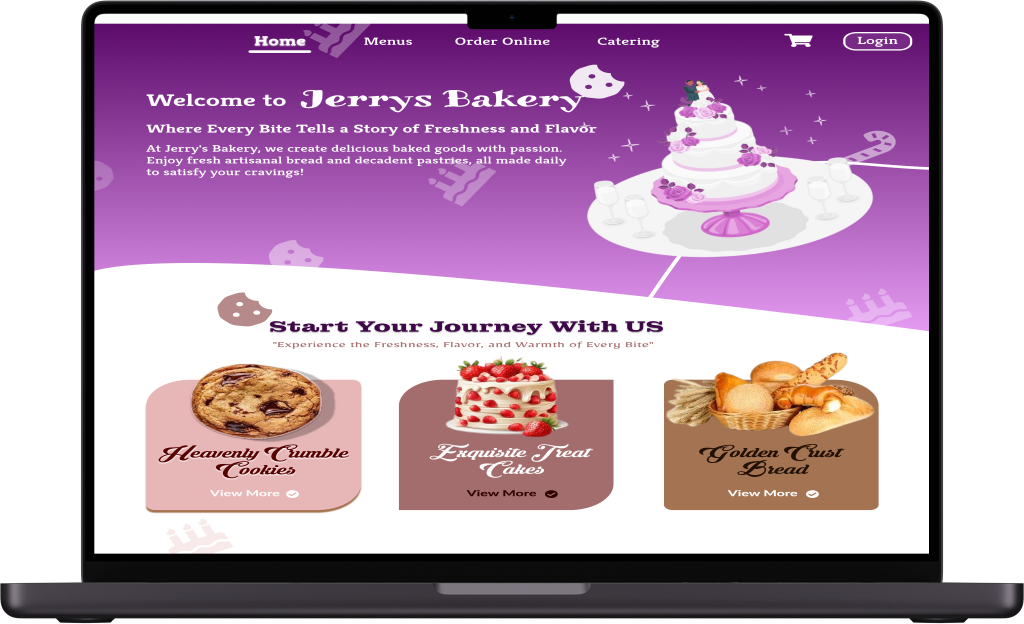 Home
Menus
Order Online
Catering
Login
Welcome to Jerrys Bakery
Where Every Bite Tells a Story of Freshness and Flavor
At Jerry's Bakery, we create delicious baked goods with passion.
Enjoy fresh artisanal bread and decadent pastries, all made daily
to satisfy your cravings!
Start Your Journey With US
"Experience the Freshness, Flavor, and Warmth of Every Bite"
Heavenly Crumble
Cookies
View More
Exquisite Treat
Cakes
View More
Golden Crust
Bread
View More